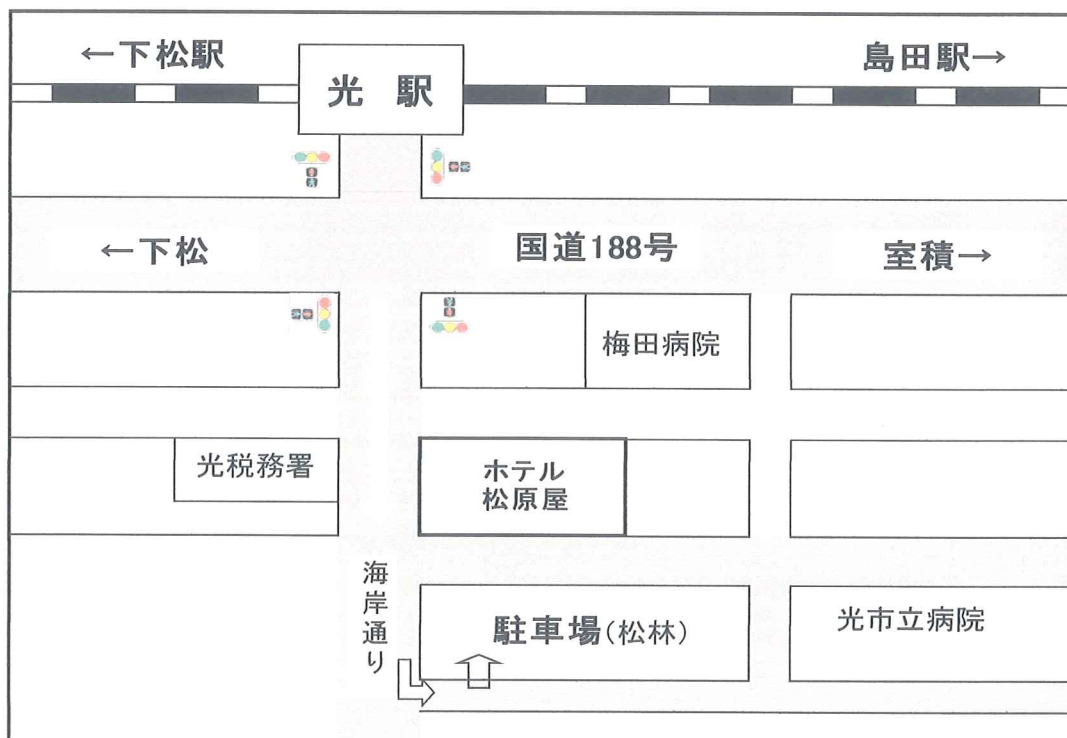 ←下松駅
光 駅
島田駅→
←下松
国道188号
室積→
梅田病院
光税務署
ホテル
松原屋
海岸通り
駐車場(松林)
光市立病院